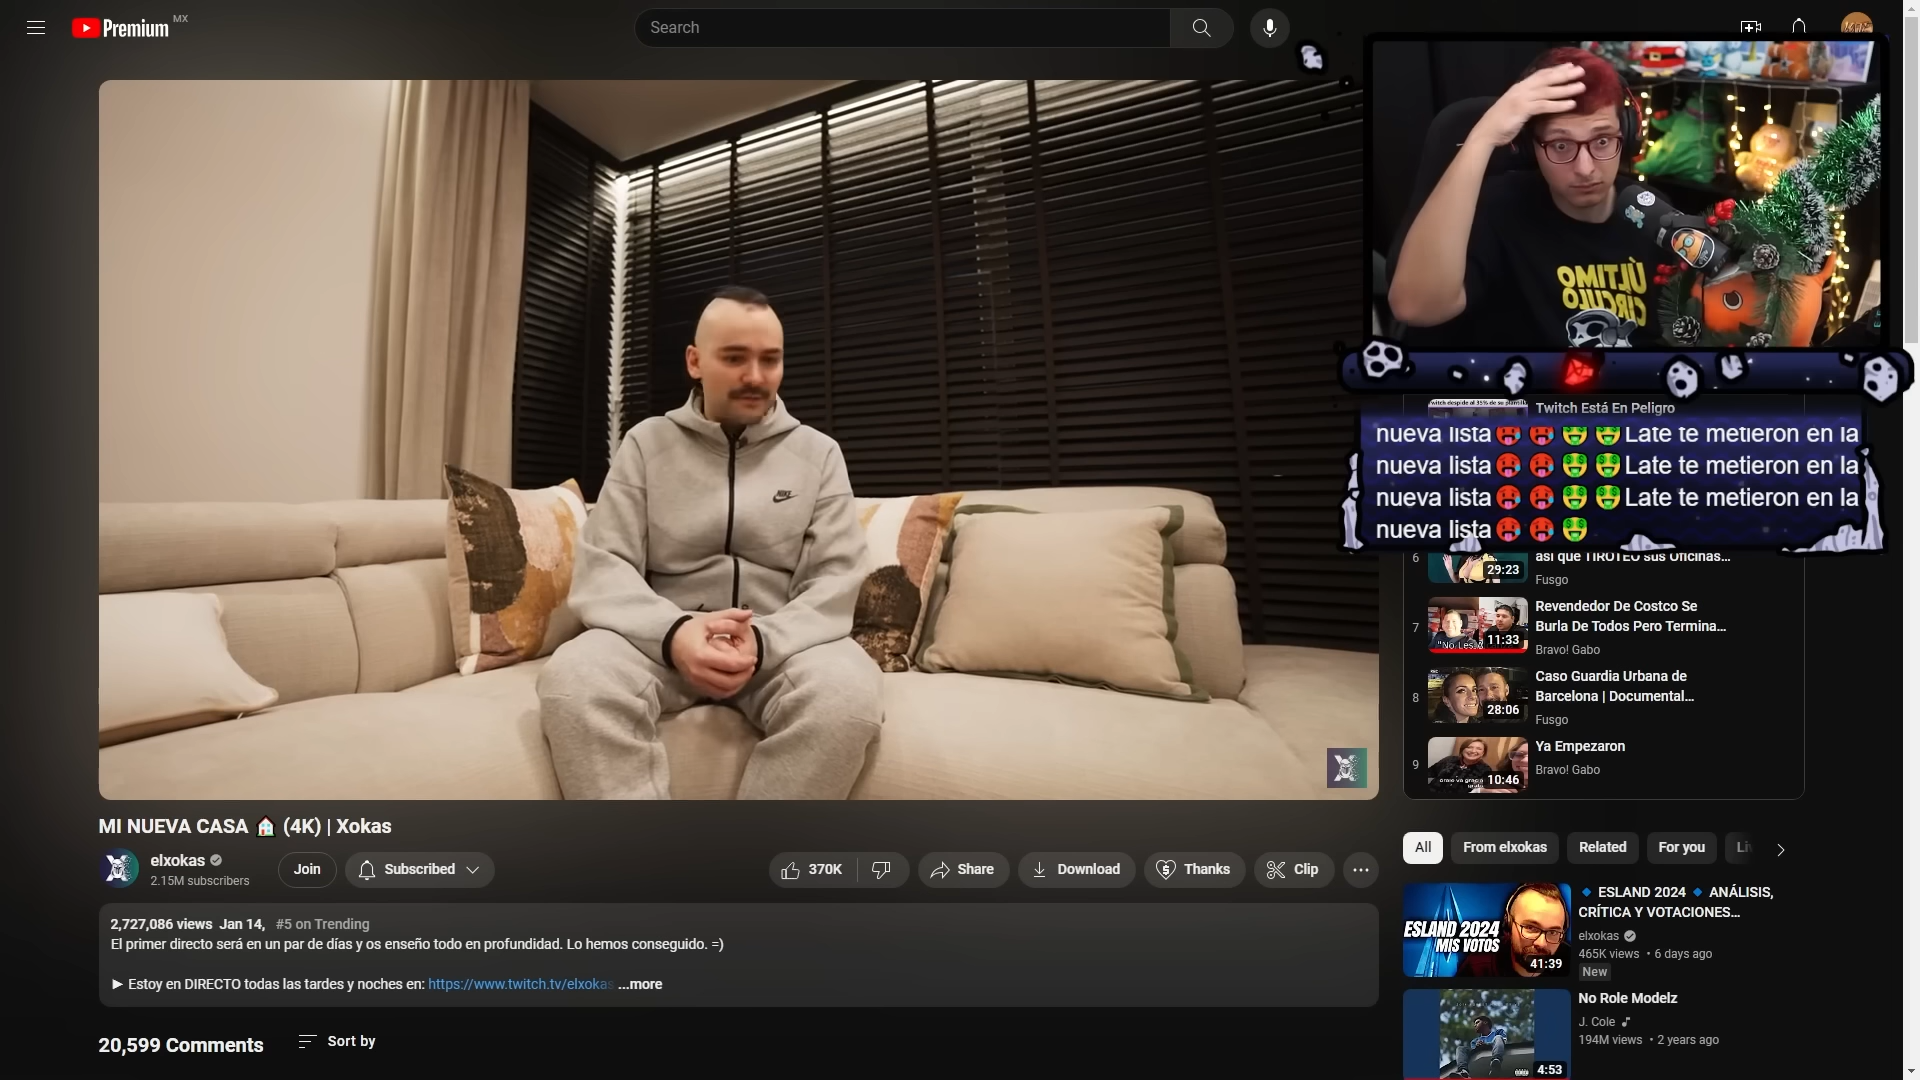 Premium
MX
Search
NIKE
ÚLTIMO
CÍRCULO
Twitch Está En Peligro
nueva lista🥵 🥵 🤑 🤑Late te metieron en la
nueva lista🥵 🥵 🤑 🤑Late te metieron en la
nueva lista🥵 🥵 🤑 🤑Late te metieron en la
nueva lista🥵 🥵 🤑
6
29:23
así que TIROTEÓ sus Oficinas...
Fusgo
7
11:33
Revendedor De Costco Se
Burla De Todos Pero Termina...
Bravo! Gabo
8
28:06
Caso Guardia Urbana de
Barcelona | Documental...
Fusgo
9
10:46
Ya Empezaron
Bravo! Gabo
MI NUEVA CASA 🏠 (4K) | Xokas
elxokas
2.15M subscribers
Join
Subscribed
370K
Share
Download
Thanks
Clip
2,727,086 views Jan 14, #5 on Trending
El primer directo será en un par de días y os enseño todo en profundidad. Lo hemos conseguido. =)
► Estoy en DIRECTO todas las tardes y noches en: https://www.twitch.tv/elxokas ...more
20,599 Comments
Sort by
All
From elxokas
Related
For you
ESLAND 2024
MIS VOTOS
41:39
🔹 ESLAND 2024 🔹 ANÁLISIS,
CRÍTICA Y VOTACIONES...
elxokas
465K views • 6 days ago
New
4:53
No Role Modelz
J. Cole
194M views • 2 years ago